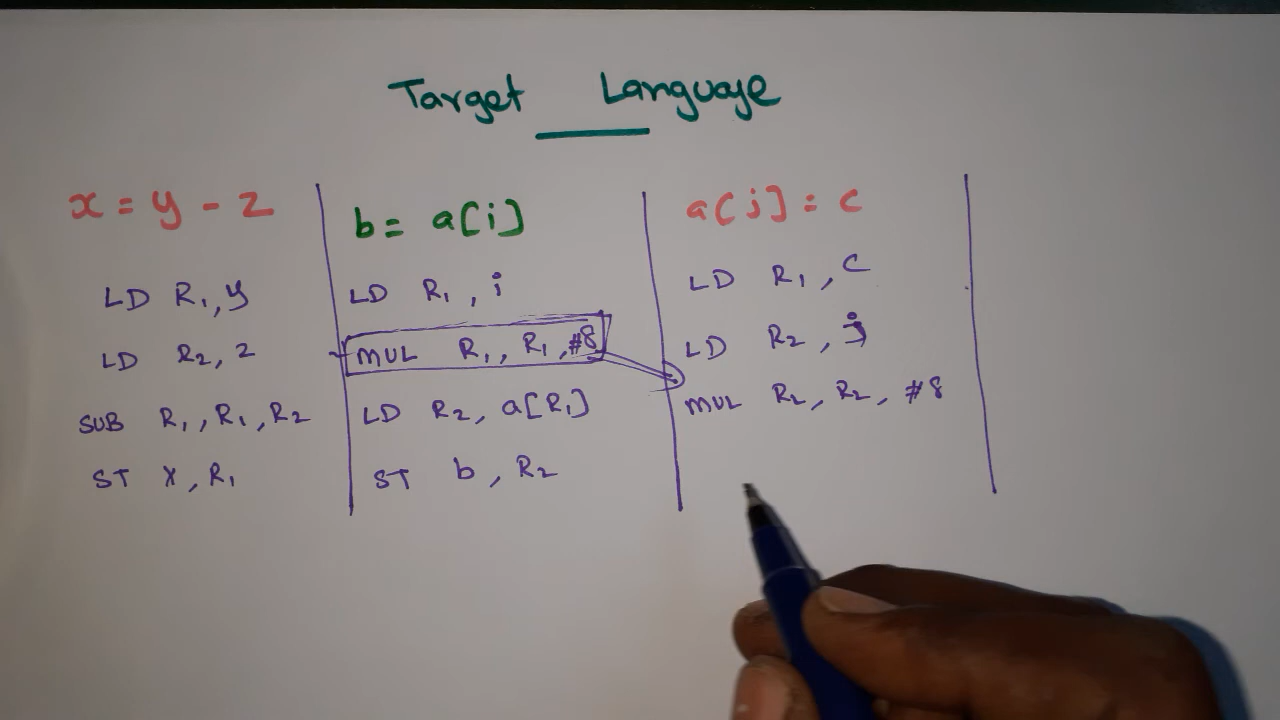 Target Language
x = y - z
LD R1, y
LD R2, z
SUB R1, R1, R2
ST X, R1
b = a[i]
LD R1, i
MUL R1, R1, #8
LD R2, a[R1]
ST b, R2
a[j] = c
LD R1, C
LD R2, j
MUL R2, R2, #8